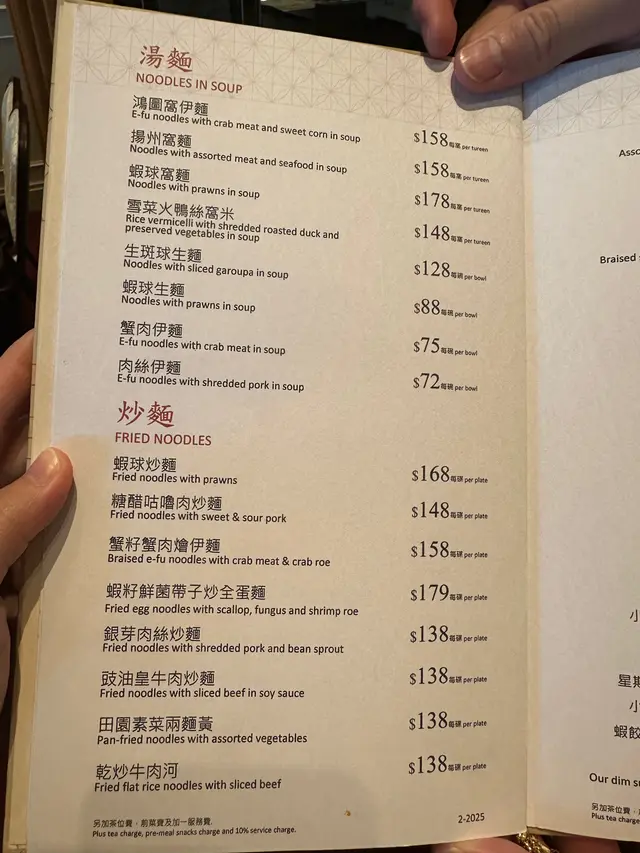 湯麵
NOODLES IN SOUP
鴻圖窩伊麵
E-fu noodles with crab meat and sweet corn in soup
$158每窩 per tureen
揚州窩麵
Noodles with assorted meat and seafood in soup
$158每窩 per tureen
蝦球窩麵
Noodles with prawns in soup
$178每窩 per tureen
雪菜火鴨絲窩米
Rice vermicelli with shredded roasted duck and
preserved vegetables in soup
$148每窩 per tureen
生斑球生麵
Noodles with sliced garoupa in soup
$128每碗 per bowl
蝦球生麵
Noodles with prawns in soup
$88每碗 per bowl
蟹肉伊麵
E-fu noodles with crab meat in soup
$75每碗 per bowl
肉絲伊麵
E-fu noodles with shredded pork in soup
$72每碗 per bowl
炒麵
FRIED NOODLES
蝦球炒麵
Fried noodles with prawns
$168每碟 per plate
糖醋咕嚕肉炒麵
Fried noodles with sweet & sour pork
$148每碟 per plate
蟹籽蟹肉燴伊麵
Braised e-fu noodles with crab meat & crab roe
$158每碟 per plate
蝦籽鮮菌帶子炒全蛋麵
Fried egg noodles with scallop, fungus and shrimp roe
$179每碟 per plate
銀芽肉絲炒麵
Fried noodles with shredded pork and bean sprout
$138每碟 per plate
豉油皇牛肉炒麵
Fried noodles with sliced beef in soy sauce
$138每碟 per plate
田園素菜兩麵黃
Pan-fried noodles with assorted vegetables
$138每碟 per plate
乾炒牛肉河
Fried flat rice noodles with sliced beef
$138每碟 per plate
另加茶位費，前菜費及加一服務費.
Plus tea charge, pre-meal snacks charge and 10% service charge.
2-2025
Asso
Braised
小
星期
小
蝦餃
Our dim su
另加茶位費，
Plus tea charge